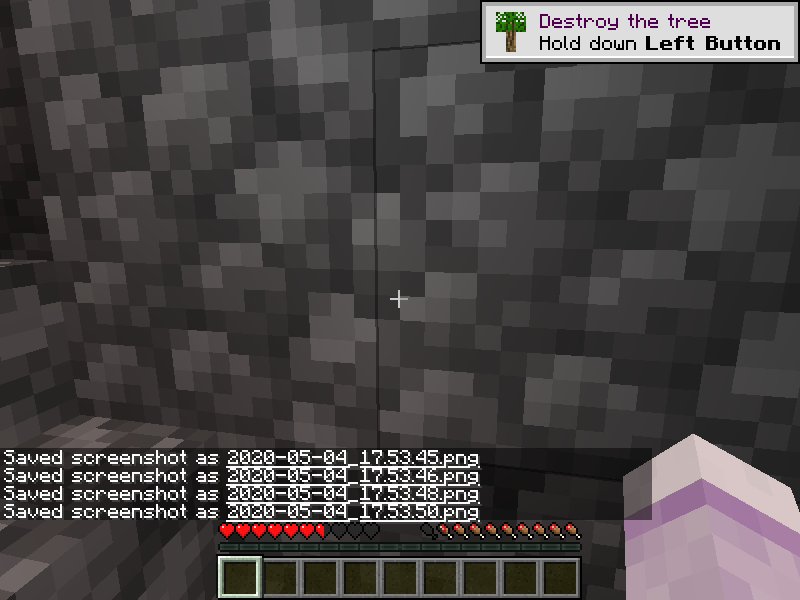 Destroy the tree
Hold down Left Button
Saved screenshot as 2020-05-04_17.53.45.png
Saved screenshot as 2020-05-04_17.53.46.png
Saved screenshot as 2020-05-04_17.53.48.png
Saved screenshot as 2020-05-04_17.53.50.png